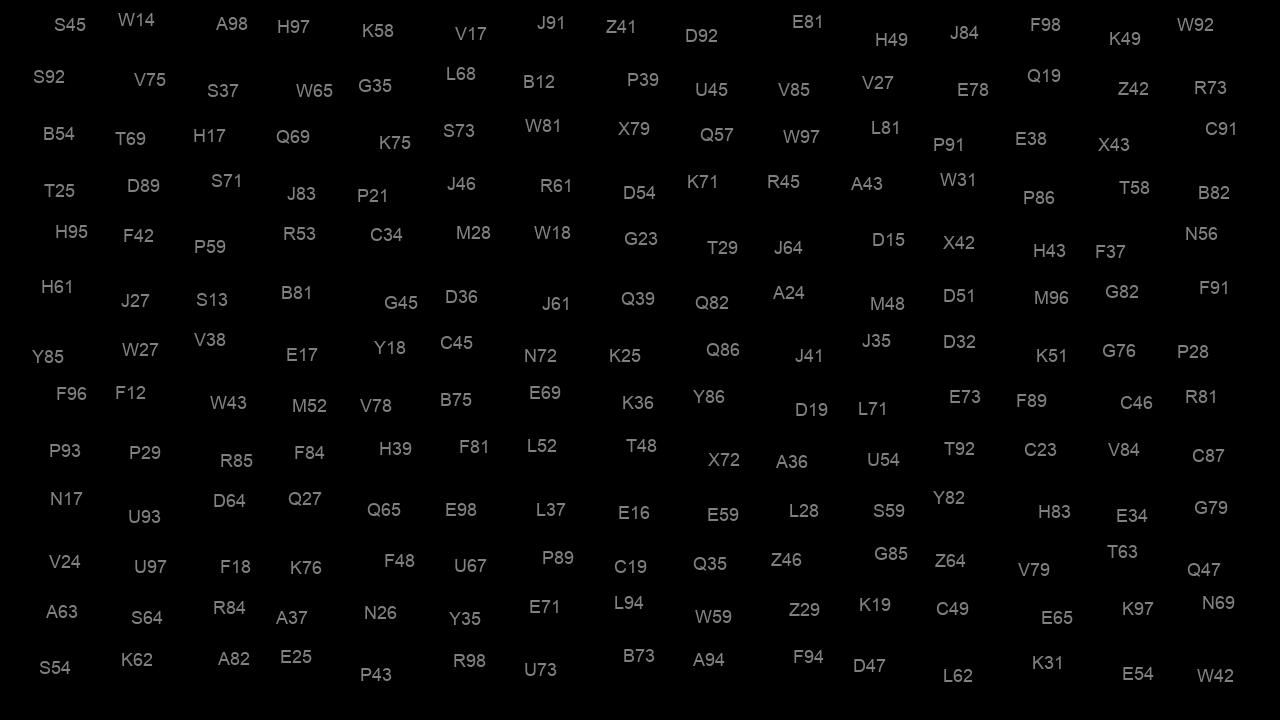 S45 W14 A98 H97 K58 V17 J91 Z41 D92 E81 H49 J84 F98 K49 W92
S92 V75 S37 W65 G35 L68 B12 P39 U45 V85 V27 E78 Q19 Z42 R73
B54 T69 H17 Q69 K75 S73 W81 X79 Q57 W97 L81 P91 E38 X43 C91
T25 D89 S71 J83 P21 J46 R61 D54 K71 R45 A43 W31 P86 T58 B82
H95 F42 P59 R53 C34 M28 W18 G23 T29 J64 D15 X42 H43 F37 N56
H61 J27 S13 B81 G45 D36 J61 Q39 Q82 A24 M48 D51 M96 G82 F91
Y85 W27 V38 E17 Y18 C45 N72 K25 Q86 J41 J35 D32 K51 G76 P28
F96 F12 W43 M52 V78 B75 E69 K36 Y86 D19 L71 E73 F89 C46 R81
P93 P29 R85 F84 H39 F81 L52 T48 X72 A36 U54 T92 C23 V84 C87
N17 U93 D64 Q27 Q65 E98 L37 E16 E59 L28 S59 Y82 H83 E34 G79
V24 U97 F18 K76 F48 U67 P89 C19 Q35 Z46 G85 Z64 V79 T63 Q47
A63 S64 R84 A37 N26 Y35 E71 L94 W59 Z29 K19 C49 E65 K97 N69
S54 K62 A82 E25 P43 R98 U73 B73 A94 F94 D47 L62 K31 E54 W42